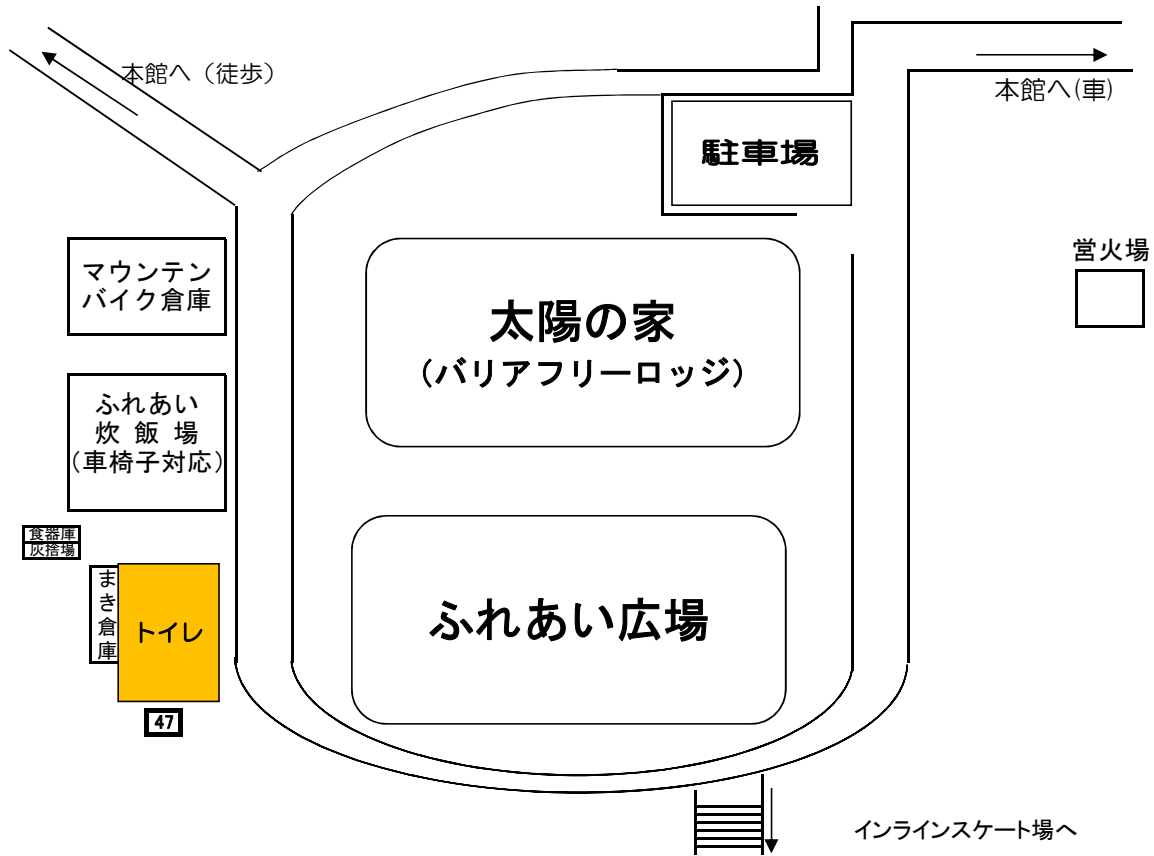 本館へ（徒歩）
本館へ(車)
駐車場
営火場
マウンテン
バイク倉庫
太陽の家
（バリアフリーロッジ）
ふれあい
炊 飯 場
（車椅子対応）
食器庫
灰捨場
まき倉庫
トイレ
ふれあい広場
47
インラインスケート場へ